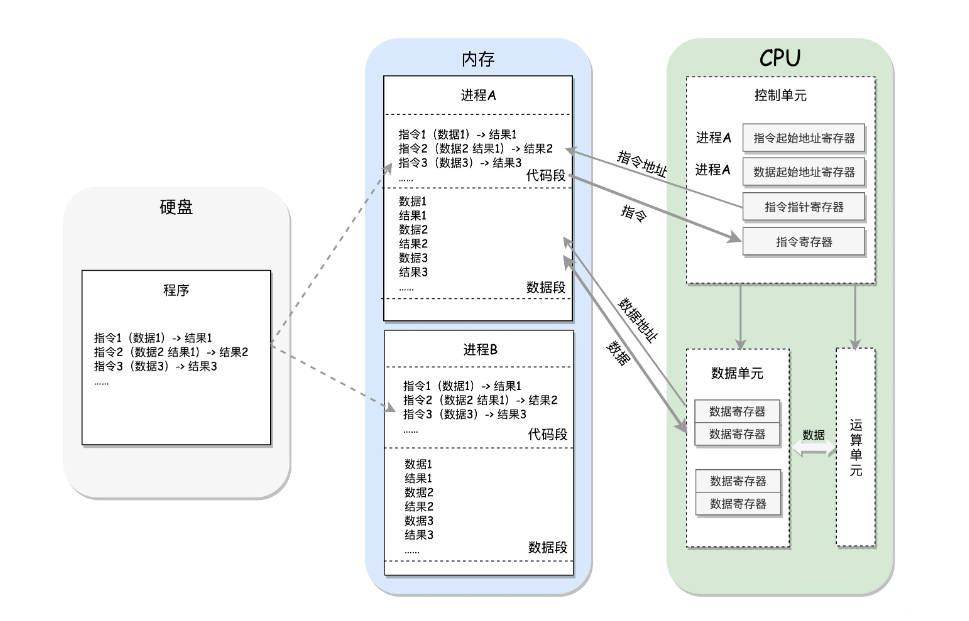 硬盘
程序
指令1（数据1）-> 结果1
指令2（数据2 结果1）-> 结果2
指令3（数据3）-> 结果3
......
内存
进程A
指令1（数据1）-> 结果1
指令2（数据2 结果1）-> 结果2
指令3（数据3）-> 结果3
......
代码段
数据1
结果1
数据2
结果2
数据3
结果3
......
数据段
进程B
指令1（数据1）-> 结果1
指令2（数据2 结果1）-> 结果2
指令3（数据3）-> 结果3
......
代码段
数据1
结果1
数据2
结果2
数据3
结果3
......
数据段
指令地址
指令
数据地址
数据
CPU
控制单元
进程A 指令起始地址寄存器
进程A 数据起始地址寄存器
指令指针寄存器
指令寄存器
数据单元
数据寄存器
数据寄存器
数据寄存器
数据寄存器
数据
运算单元